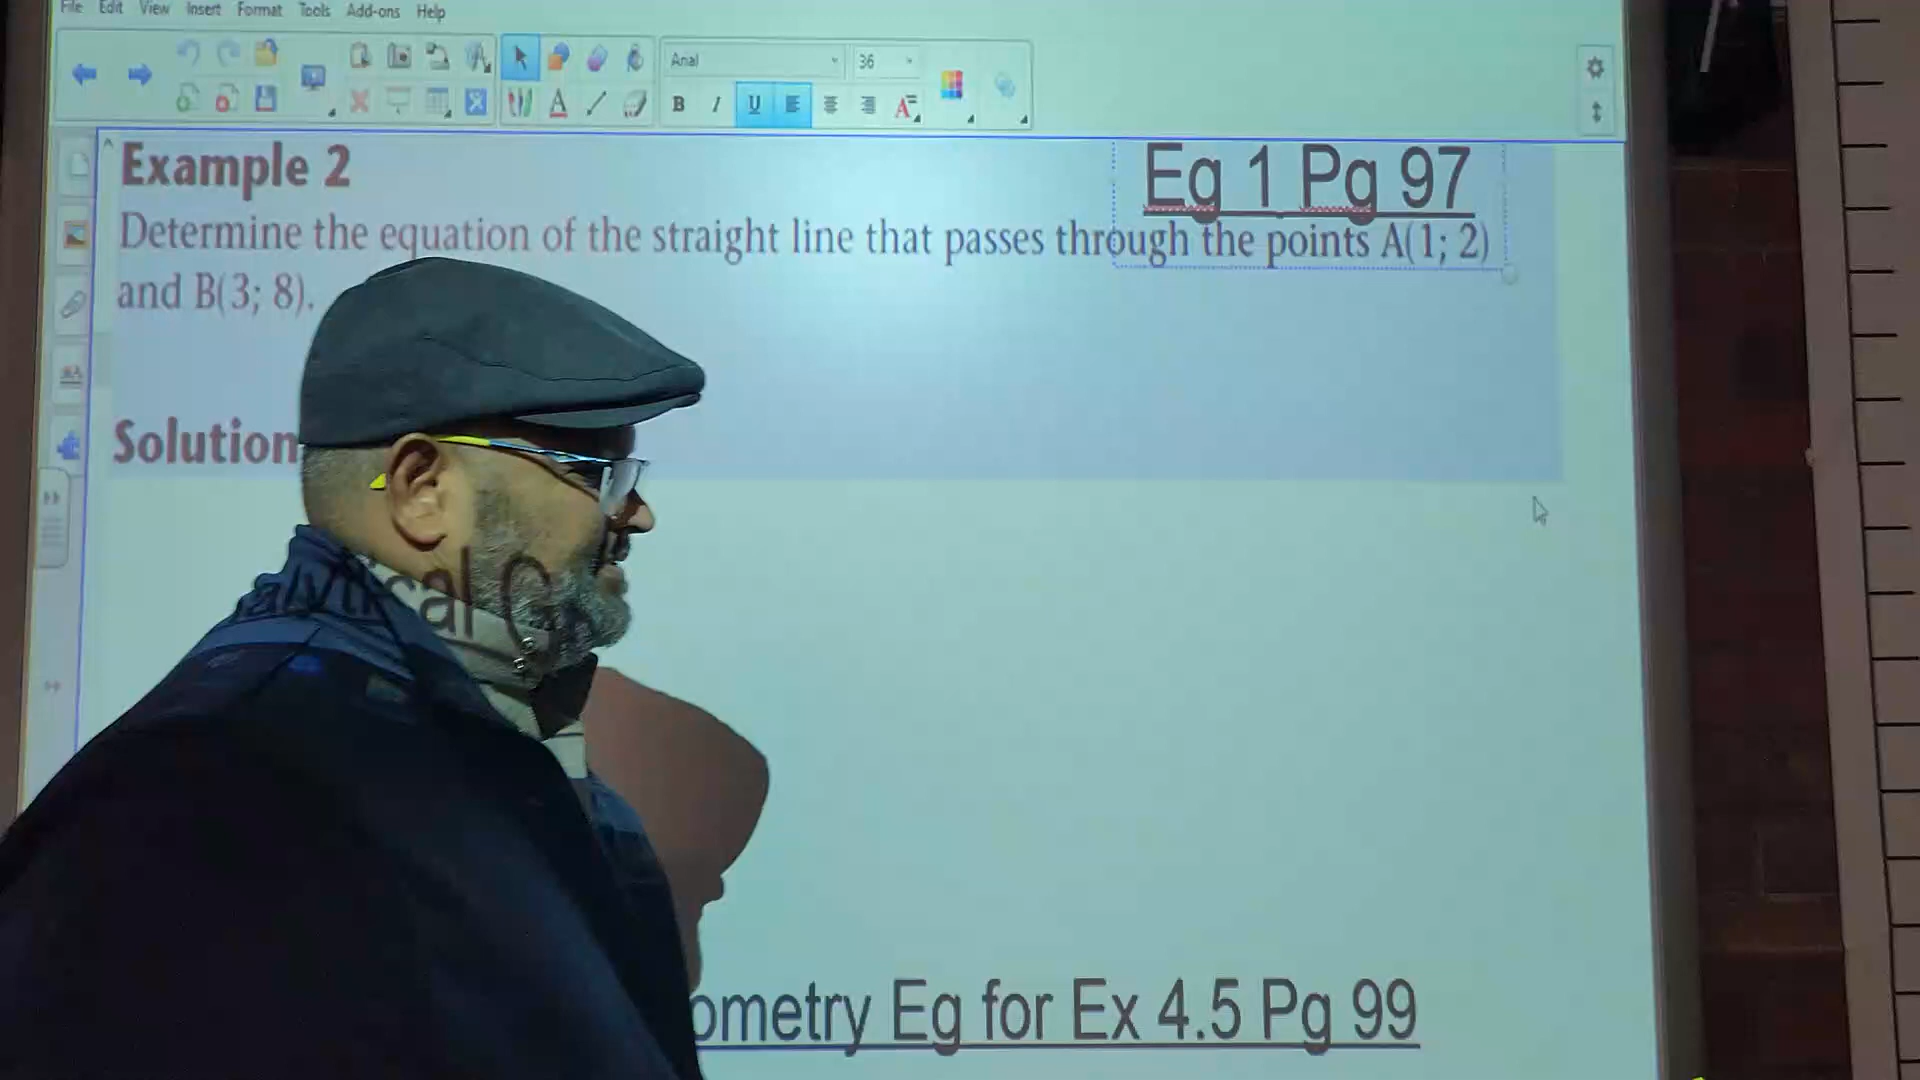 File Edit View Insert Format Tools Add-ons Help
Arial 36
B I U A
Example 2
Eg 1 Pg 97
Determine the equation of the straight line that passes through the points A(1; 2)
and B(3; 8).
Solution
alytical G
ometry Eg for Ex 4.5 Pg 99